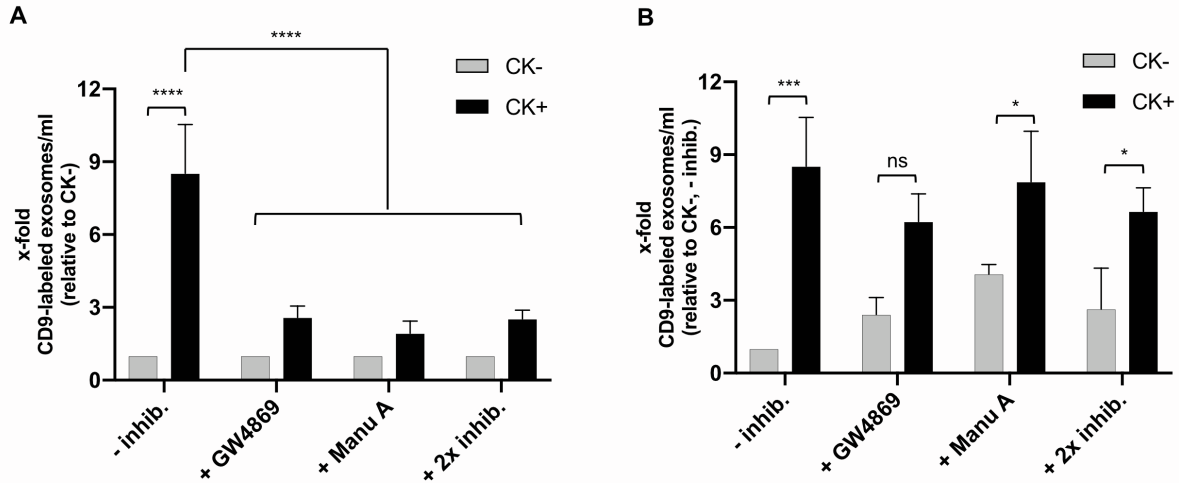 A
x-fold
CD9-labeled exosomes/ml
(relative to CK-)
12
9
6
3
0
****
****
CK-
CK+
- inhib.
+ GW4869
+ Manu A
+ 2x inhib.
B
x-fold
CD9-labeled exosomes/ml
(relative to CK-, - inhib.)
12
9
6
3
0
***
ns
*
*
CK-
CK+
- inhib.
+ GW4869
+ Manu A
+ 2x inhib.